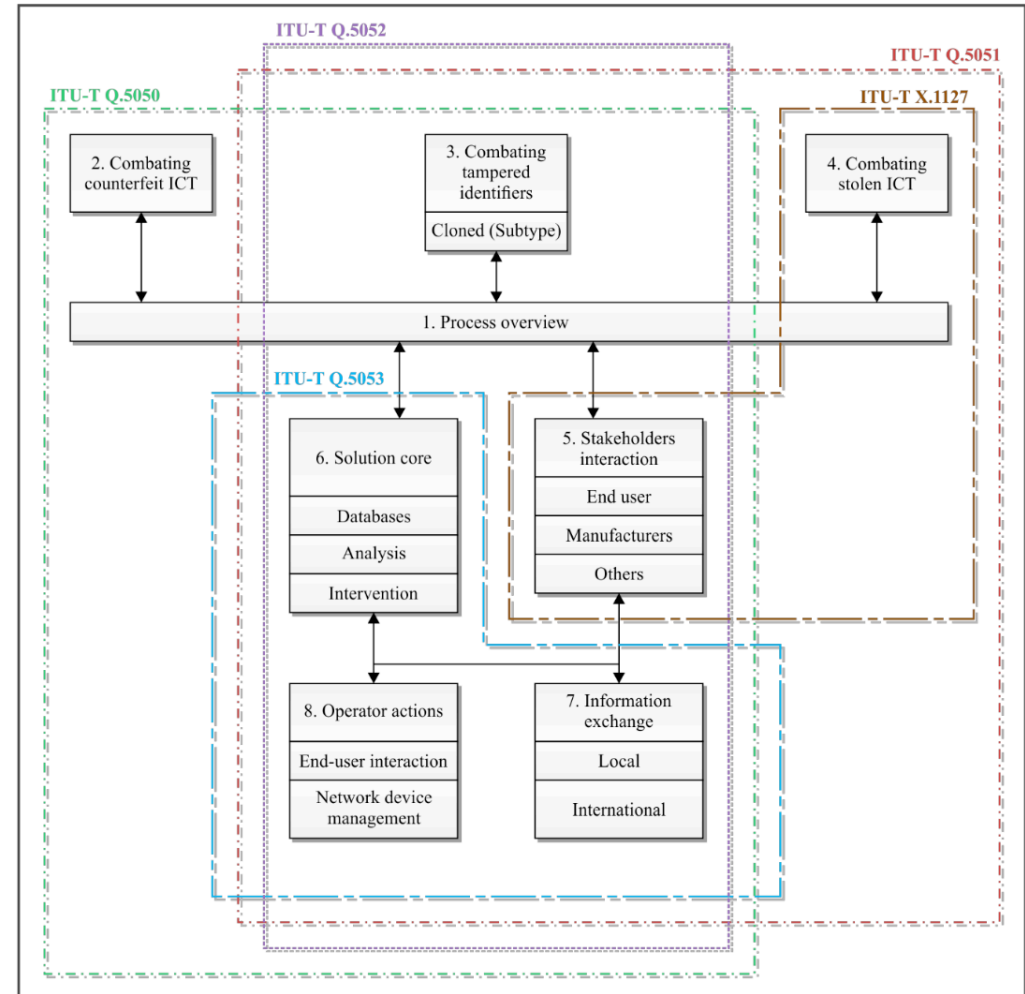 ITU-T Q.5052
ITU-T Q.5051
ITU-T Q.5050
ITU-T X.1127
2. Combating
counterfeit ICT
3. Combating
tampered
identifiers
Cloned (Subtype)
4. Combating
stolen ICT
1. Process overview
ITU-T Q.5053
6. Solution core
Databases
Analysis
Intervention
5. Stakeholders
interaction
End user
Manufacturers
Others
8. Operator actions
End-user interaction
Network device
management
7. Information
exchange
Local
International